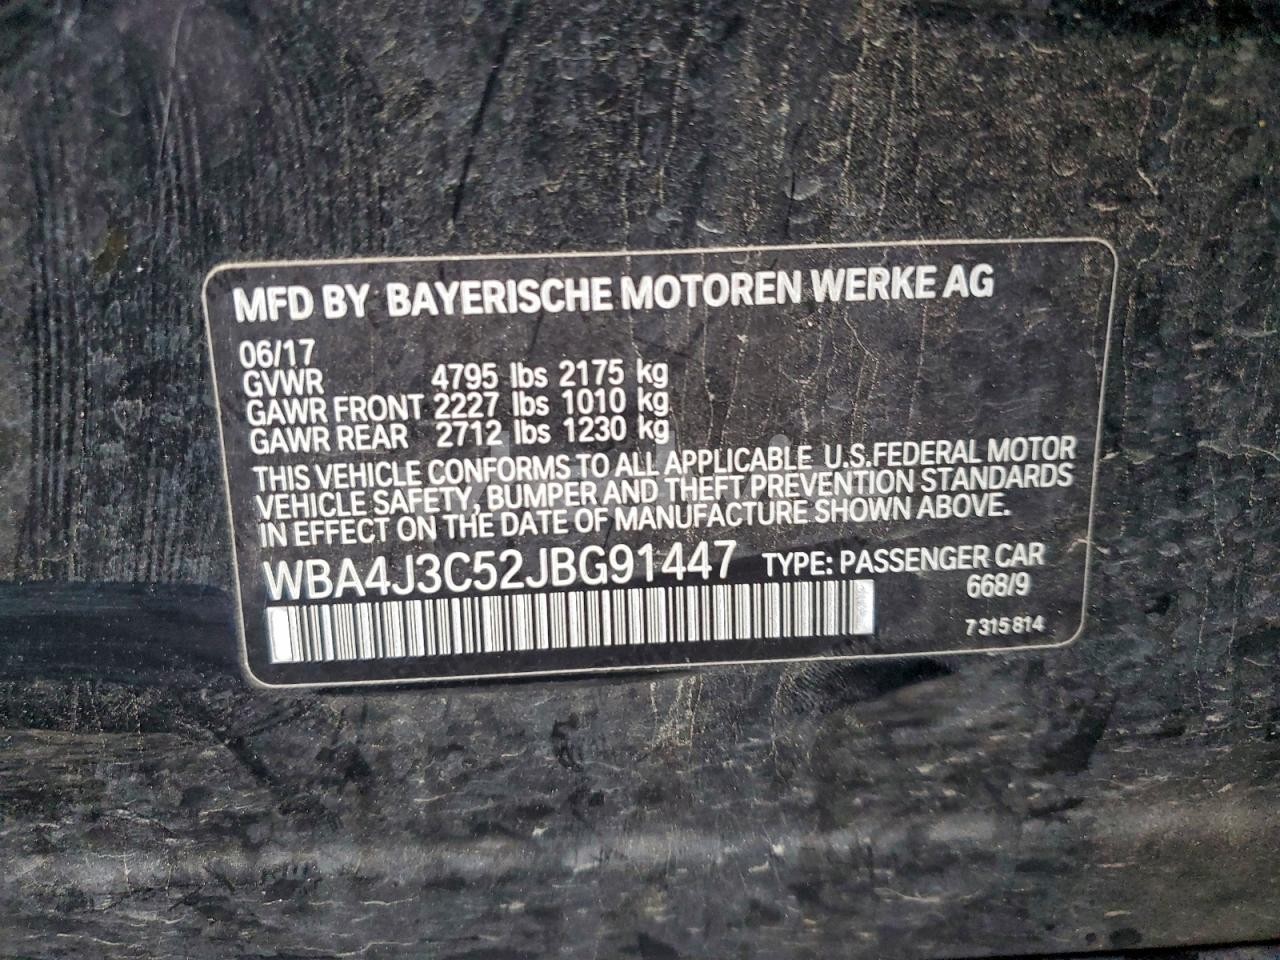 MFD BY BAYERISCHE MOTOREN WERKE AG
06/17
GVWR 4795 lbs 2175 kg
GAWR FRONT 2227 lbs 1010 kg
GAWR REAR 2712 lbs 1230 kg
THIS VEHICLE CONFORMS TO ALL APPLICABLE U.S.FEDERAL MOTOR
VEHICLE SAFETY, BUMPER AND THEFT PREVENTION STANDARDS
IN EFFECT ON THE DATE OF MANUFACTURE SHOWN ABOVE.
WBA4J3C52JBG91447 TYPE: PASSENGER CAR
668/9
7 315 814